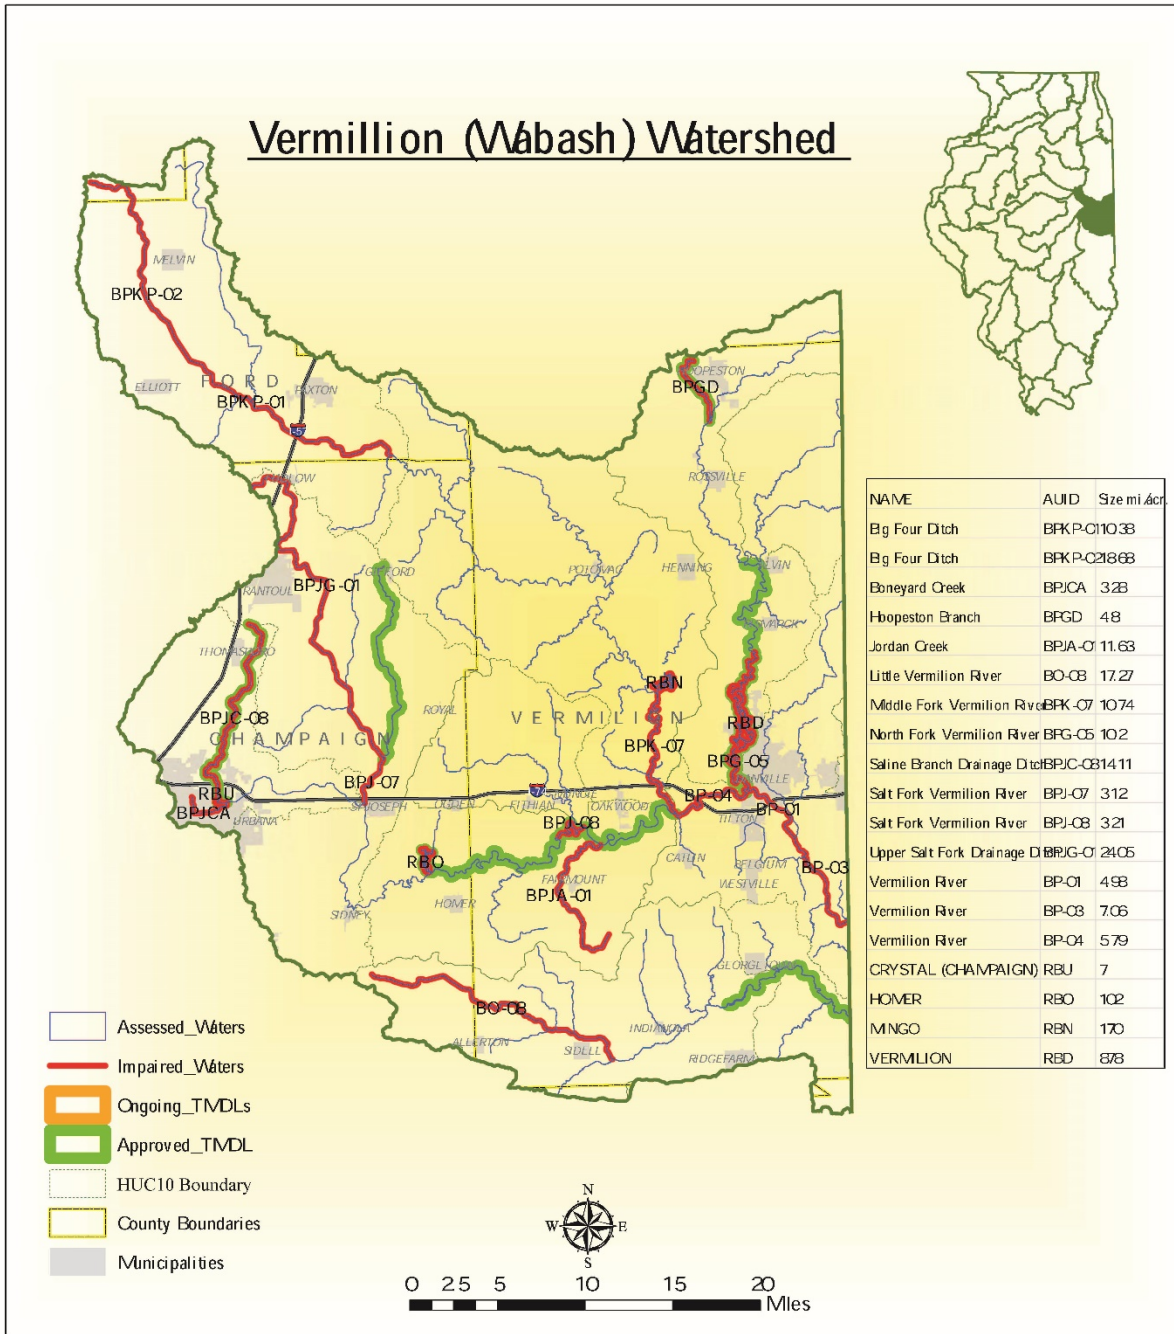 Vermillion (Wabash) Watershed
MELVIN
BPKP-02
ELLIOTT
FORD
PAXTON
BPKP-01
BPGD
ROSSVILLE
BPJG-01
GIFFORD
RANTOUL
POTOMAC
HENNING
THOMASBORO
BPJC-08
CHAMPAIGN
ROYAL
VERMILION
RBN
RBD
BPK-07
BPG-05
BPJ-07
RBU
BPJCA
URBANA
OGDEN
FITHIAN
OAKWOOD
BP-04
BP-01
TILTON
BPJ-08
RBO
CATLIN
BELGIUM
WESTVILLE
BP-03
FAIRMOUNT
BPJA-01
HOMER
SIDNEY
GEORGETOWN
BO-08
ALLERTON
SIDELL
INDIANOLA
RIDGEFARM
NAME AUID Size mi/acr.
Big Four Ditch BPKP-01 10.38
Big Four Ditch BPKP-02 18.68
Boneyard Creek BPJCA 3.28
Hoopeston Branch BPGD 4.8
Jordan Creek BPJA-01 11.63
Little Vermilion River BO-08 17.27
Middle Fork Vermilion River BPK-07 10.74
North Fork Vermilion River BPG-05 10.2
Saline Branch Drainage Ditch BPJC-08 14.11
Salt Fork Vermilion River BPJ-07 3.12
Salt Fork Vermilion River BPJ-08 3.21
Upper Salt Fork Drainage Di BPJG-01 24.05
Vermilion River BP-01 4.98
Vermilion River BP-03 7.06
Vermilion River BP-04 5.79
CRYSTAL (CHAMPAIGN) RBU 7
HOMER RBO 102
MINGO RBN 170
VERMILION RBD 878
Assessed_Waters
Impaired_Waters
Ongoing_TMDLs
Approved_TMDL
HUC10 Boundary
County Boundaries
Municipalities
N
W E
S
0 2.5 5 10 15 20
Miles